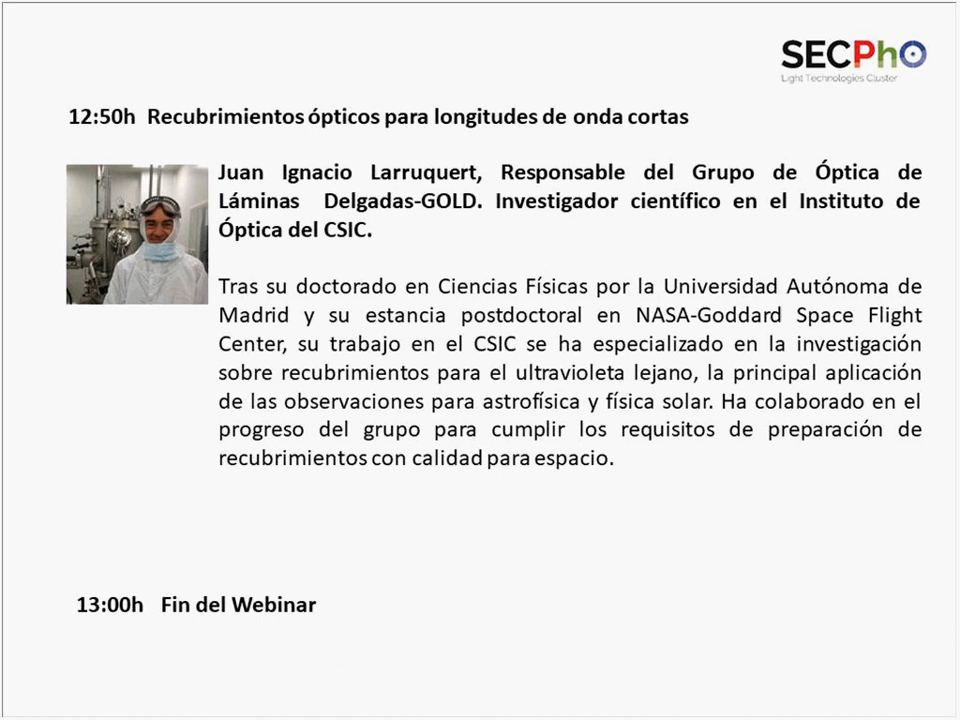 SECPhO
Light Technologies Cluster
12:50h Recubrimientos ópticos para longitudes de onda cortas
Juan Ignacio Larruquert, Responsable del Grupo de Óptica de
Láminas Delgadas-GOLD. Investigador científico en el Instituto de
Óptica del CSIC.
Tras su doctorado en Ciencias Físicas por la Universidad Autónoma de
Madrid y su estancia postdoctoral en NASA-Goddard Space Flight
Center, su trabajo en el CSIC se ha especializado en la investigación
sobre recubrimientos para el ultravioleta lejano, la principal aplicación
de las observaciones para astrofísica y física solar. Ha colaborado en el
progreso del grupo para cumplir los requisitos de preparación de
recubrimientos con calidad para espacio.
13:00h Fin del Webinar